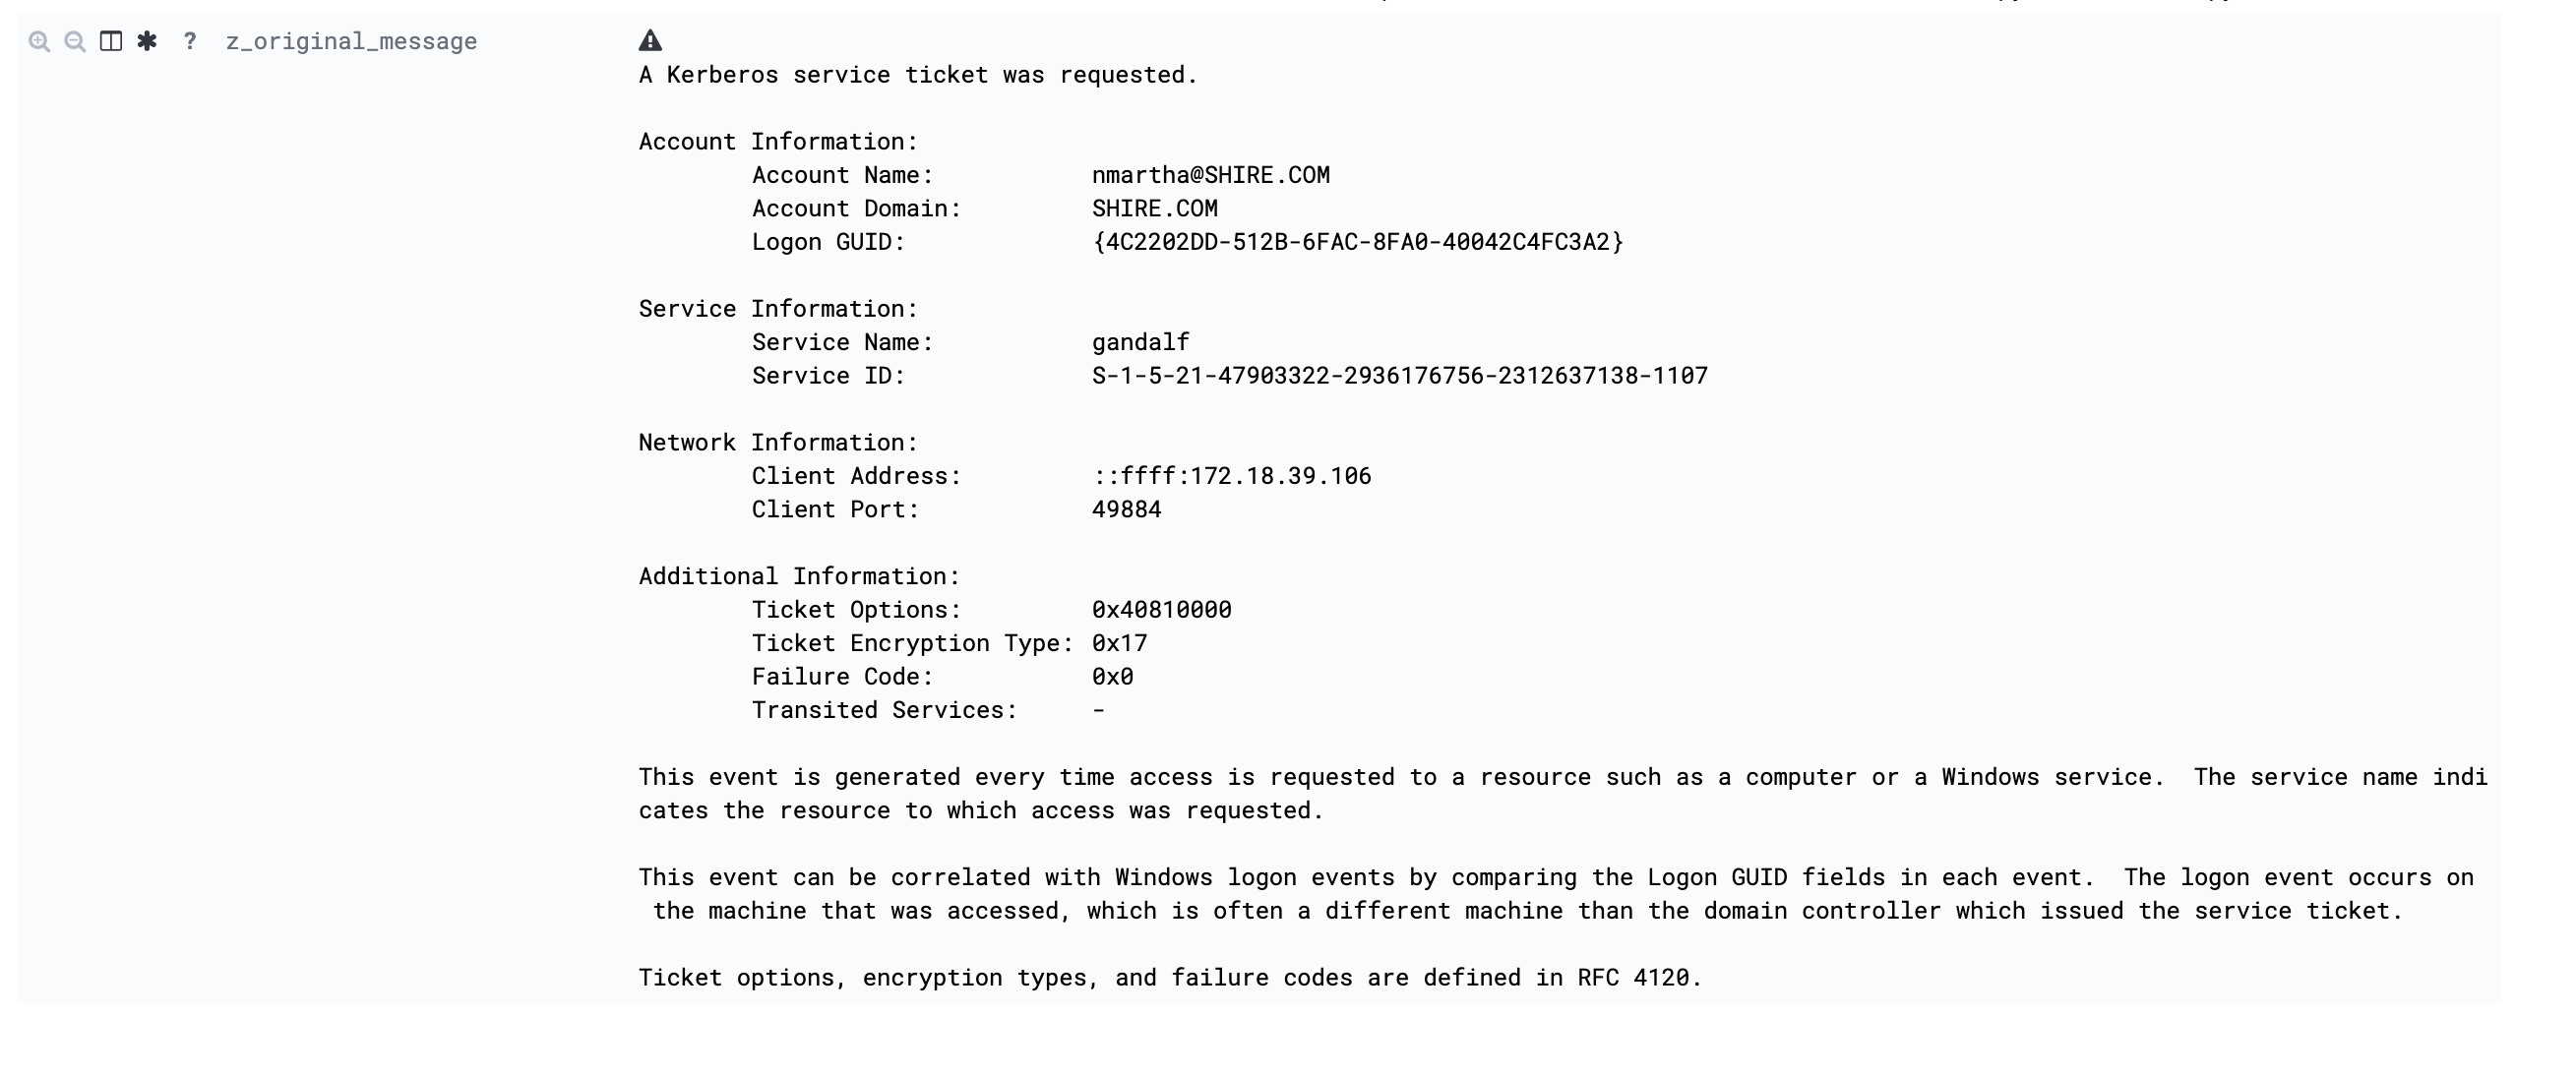 ? z_original_message
A Kerberos service ticket was requested.
Account Information:
Account Name: nmartha@SHIRE.COM
Account Domain: SHIRE.COM
Logon GUID: {4C2202DD-512B-6FAC-8FA0-40042C4FC3A2}
Service Information:
Service Name: gandalf
Service ID: S-1-5-21-47903322-2936176756-2312637138-1107
Network Information:
Client Address: ::ffff:172.18.39.106
Client Port: 49884
Additional Information:
Ticket Options: 0x40810000
Ticket Encryption Type: 0x17
Failure Code: 0x0
Transited Services: -
This event is generated every time access is requested to a resource such as a computer or a Windows service.  The service name indi
cates the resource to which access was requested.
This event can be correlated with Windows logon events by comparing the Logon GUID fields in each event.  The logon event occurs on
the machine that was accessed, which is often a different machine than the domain controller which issued the service ticket.
Ticket options, encryption types, and failure codes are defined in RFC 4120.